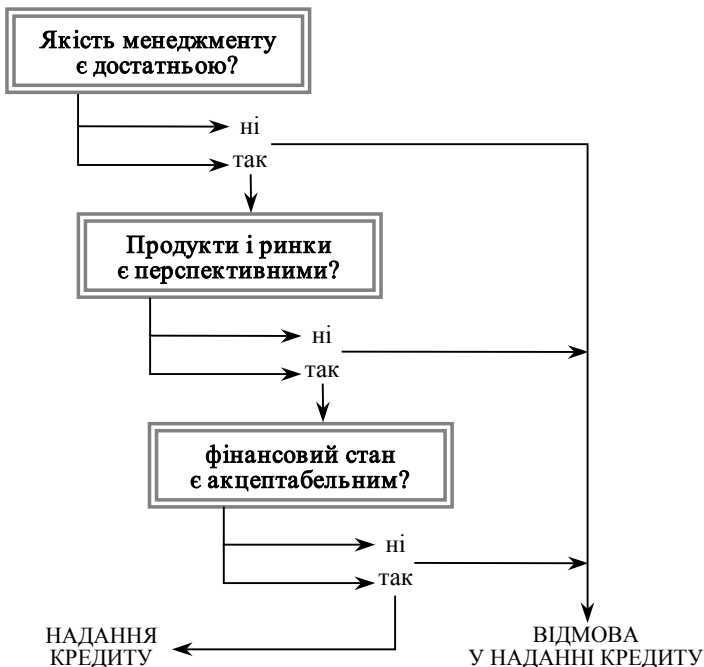 Якість менеджменту
є достатньою?
ні
так
Продукти і ринки
є перспективними?
ні
так
фінансовий стан
є акцептабельним?
ні
так
НАДАННЯ
КРЕДИТУ
ВІДМОВА
У НАДАННІ КРЕДИТУ